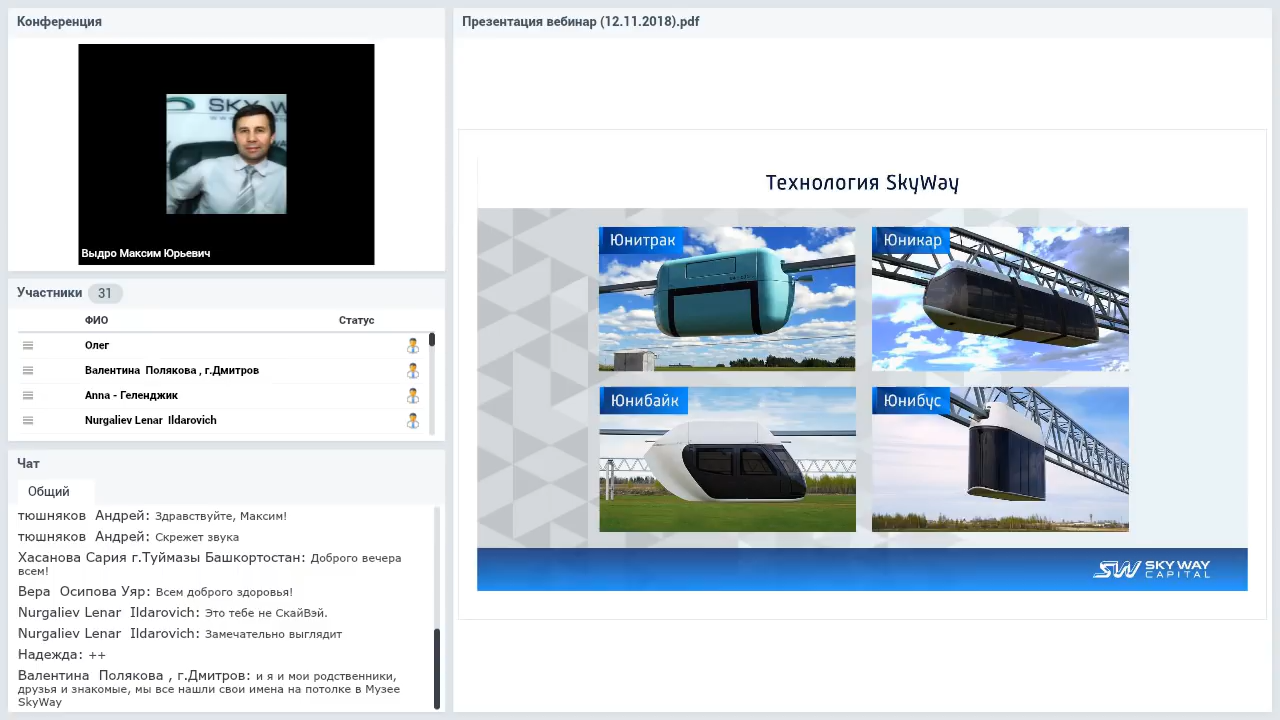 Конференция
SKY W
Выдро Максим Юрьевич
Участники 31
ФИО Статус
Олег
Валентина Полякова , г.Дмитров
Anna - Геленджик
Nurgaliev Lenar Ildarovich
Чат
Общий
тюшняков Андрей: Здравствуйте, Максим!
тюшняков Андрей: Скрежет звука
Хасанова Сария г.Туймазы Башкортостан: Доброго вечера
всем!
Вера Осипова Уяр: Всем доброго здоровья!
Nurgaliev Lenar Ildarovich: Это тебе не СкайВэй.
Nurgaliev Lenar Ildarovich: Замечательно выглядит
Надежда: ++
Валентина Полякова , г.Дмитров: и я и мои родственники,
друзья и знакомые, мы все нашли свои имена на потолке в Музее
SkyWay
Презентация вебинар (12.11.2018).pdf
Технология SkyWay
Юнитрак
Юникар
Юнибайк
Юнибус
SW SKY WAY
CAPITAL